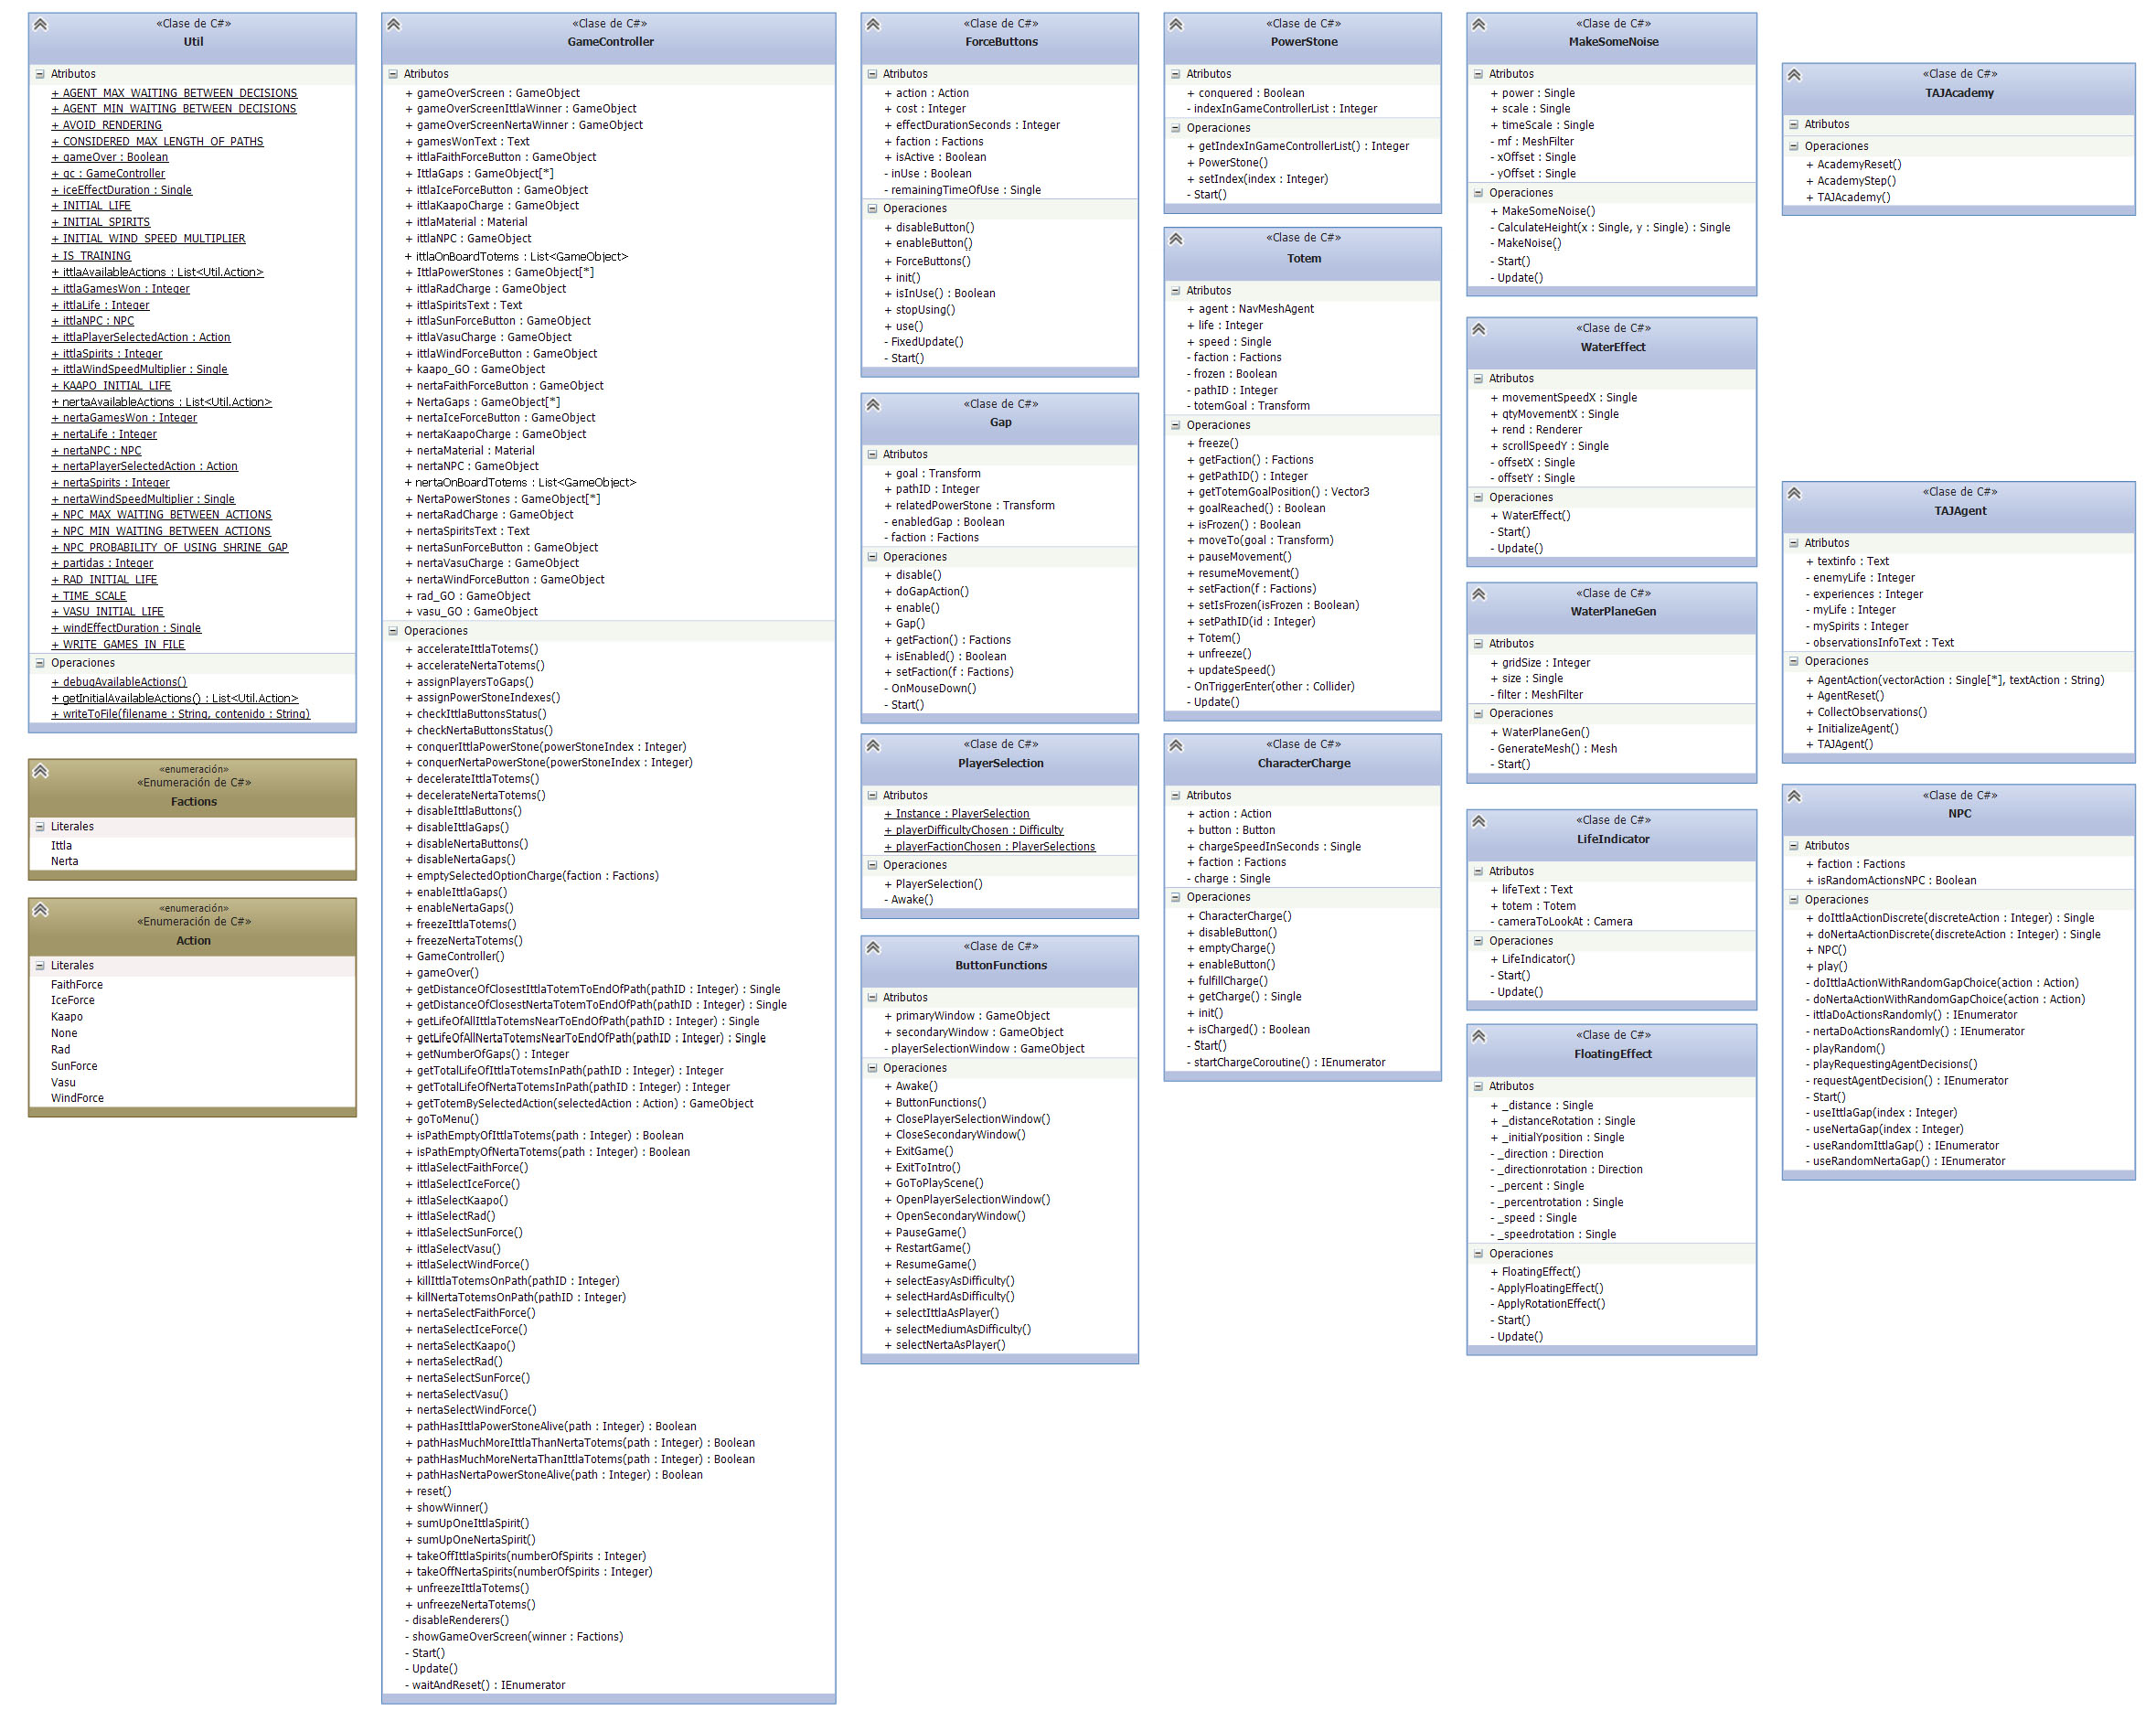 «Clase de C#»
Util
Atributos
+ AGENT_MAX_WAITING_BETWEEN_DECISIONS
+ AGENT_MIN_WAITING_BETWEEN_DECISIONS
+ AVOID_RENDERING
+ CONSIDERED_MAX_LENGTH_OF_PATHS
+ gameOver : Boolean
+ gc : GameController
+ iceEffectDuration : Single
+ INITIAL_LIFE
+ INITIAL_SPIRITS
+ INITIAL_WIND_SPEED_MULTIPLIER
+ IS_TRAINING
+ ittlaAvailableActions : List<Util.Action>
+ ittlaGamesWon : Integer
+ ittlaLife : Integer
+ ittlaNPC : NPC
+ ittlaPlayerSelectedAction : Action
+ ittlaSpirits : Integer
+ ittlaWindSpeedMultiplier : Single
+ KAAPO_INITIAL_LIFE
+ nertaAvailableActions : List<Util.Action>
+ nertaGamesWon : Integer
+ nertaLife : Integer
+ nertaNPC : NPC
+ nertaPlayerSelectedAction : Action
+ nertaSpirits : Integer
+ nertaWindSpeedMultiplier : Single
+ NPC_MAX_WAITING_BETWEEN_ACTIONS
+ NPC_MIN_WAITING_BETWEEN_ACTIONS
+ NPC_PROBABILITY_OF_USING_SHRINE_GAP
+ partidas : Integer
+ RAD_INITIAL_LIFE
+ TIME_SCALE
+ VASU_INITIAL_LIFE
+ windEffectDuration : Single
+ WRITE_GAMES_IN_FILE
Operaciones
+ debugAvailableActions()
+ getInitialAvailableActions() : List<Util.Action>
+ writeToFile(filename : String, contenido : String)
«enumeración»
«Enumeración de C#»
Factions
Literales
Ittla
Nerta
«enumeración»
«Enumeración de C#»
Action
Literales
FaithForce
IceForce
Kaapo
None
Rad
SunForce
Vasu
WindForce
«Clase de C#»
GameController
Atributos
+ gameOverScreen : GameObject
+ gameOverScreenIttlaWinner : GameObject
+ gameOverScreenNertaWinner : GameObject
+ gamesWonText : Text
+ ittlaFaithForceButton : GameObject
+ IttlaGaps : GameObject[*]
+ ittlaIceForceButton : GameObject
+ ittlaKaapoCharge : GameObject
+ ittlaMaterial : Material
+ ittlaNPC : GameObject
+ ittlaOnBoardTotems : List<GameObject>
+ IttlaPowerStones : GameObject[*]
+ ittlaRadCharge : GameObject
+ ittlaSpiritsText : Text
+ ittlaSunForceButton : GameObject
+ ittlaVasuCharge : GameObject
+ ittlaWindForceButton : GameObject
+ kaapo_GO : GameObject
+ nertaFaithForceButton : GameObject
+ NertaGaps : GameObject[*]
+ nertaIceForceButton : GameObject
+ nertaKaapoCharge : GameObject
+ nertaMaterial : Material
+ nertaNPC : GameObject
+ nertaOnBoardTotems : List<GameObject>
+ NertaPowerStones : GameObject[*]
+ nertaRadCharge : GameObject
+ nertaSpiritsText : Text
+ nertaSunForceButton : GameObject
+ nertaVasuCharge : GameObject
+ nertaWindForceButton : GameObject
+ rad_GO : GameObject
+ vasu_GO : GameObject
Operaciones
+ accelerateIttlaTotems()
+ accelerateNertaTotems()
+ assignPlayersToGaps()
+ assignPowerStoneIndexes()
+ checkIttlaButtonsStatus()
+ checkNertaButtonsStatus()
+ conquerIttlaPowerStone(powerStoneIndex : Integer)
+ conquerNertaPowerStone(powerStoneIndex : Integer)
+ decelerateIttlaTotems()
+ decelerateNertaTotems()
+ disableIttlaButtons()
+ disableIttlaGaps()
+ disableNertaButtons()
+ disableNertaGaps()
+ emptySelectedOptionCharge(faction : Factions)
+ enableIttlaGaps()
+ enableNertaGaps()
+ freezeIttlaTotems()
+ freezeNertaTotems()
+ GameController()
+ gameOver()
+ getDistanceOfClosestIttlaTotemToEndOfPath(pathID : Integer) : Single
+ getDistanceOfClosestNertaTotemToEndOfPath(pathID : Integer) : Single
+ getLifeOfAllIttlaTotemsNearToEndOfPath(pathID : Integer) : Single
+ getLifeOfAllNertaTotemsNearToEndOfPath(pathID : Integer) : Single
+ getNumberOfGaps() : Integer
+ getTotalLifeOfIttlaTotemsInPath(pathID : Integer) : Integer
+ getTotalLifeOfNertaTotemsInPath(pathID : Integer) : Integer
+ getTotemBySelectedAction(selectedAction : Action) : GameObject
+ goToMenu()
+ isPathEmptyOfIttlaTotems(path : Integer) : Boolean
+ isPathEmptyOfNertaTotems(path : Integer) : Boolean
+ ittlaSelectFaithForce()
+ ittlaSelectIceForce()
+ ittlaSelectKaapo()
+ ittlaSelectRad()
+ ittlaSelectSunForce()
+ ittlaSelectVasu()
+ ittlaSelectWindForce()
+ killIttlaTotemsOnPath(pathID : Integer)
+ killNertaTotemsOnPath(pathID : Integer)
+ nertaSelectFaithForce()
+ nertaSelectIceForce()
+ nertaSelectKaapo()
+ nertaSelectRad()
+ nertaSelectSunForce()
+ nertaSelectVasu()
+ nertaSelectWindForce()
+ pathHasIttlaPowerStoneAlive(path : Integer) : Boolean
+ pathHasMuchMoreIttlaThanNertaTotems(path : Integer) : Boolean
+ pathHasMuchMoreNertaThanIttlaTotems(path : Integer) : Boolean
+ pathHasNertaPowerStoneAlive(path : Integer) : Boolean
+ reset()
+ showWinner()
+ sumUpOneIttlaSpirit()
+ sumUpOneNertaSpirit()
+ takeOffIttlaSpirits(numberOfSpirits : Integer)
+ takeOffNertaSpirits(numberOfSpirits : Integer)
+ unfreezeIttlaTotems()
+ unfreezeNertaTotems()
- disableRenderers()
- showGameOverScreen(winner : Factions)
- Start()
- Update()
- waitAndReset() : IEnumerator
«Clase de C#»
ForceButtons
Atributos
+ action : Action
+ cost : Integer
+ effectDurationSeconds : Integer
+ faction : Factions
+ isActive : Boolean
- inUse : Boolean
- remainingTimeOfUse : Single
Operaciones
+ disableButton()
+ enableButton()
+ ForceButtons()
+ init()
+ isInUse() : Boolean
+ stopUsing()
+ use()
- FixedUpdate()
- Start()
«Clase de C#»
Gap
Atributos
+ goal : Transform
+ pathID : Integer
+ relatedPowerStone : Transform
- enabledGap : Boolean
- faction : Factions
Operaciones
+ disable()
+ doGapAction()
+ enable()
+ Gap()
+ getFaction() : Factions
+ isEnabled() : Boolean
+ setFaction(f : Factions)
- OnMouseDown()
- Start()
«Clase de C#»
PlayerSelection
Atributos
+ Instance : PlayerSelection
+ playerDifficultyChosen : Difficulty
+ playerFactionChosen : PlayerSelections
Operaciones
+ PlayerSelection()
- Awake()
«Clase de C#»
ButtonFunctions
Atributos
+ primaryWindow : GameObject
+ secondaryWindow : GameObject
- playerSelectionWindow : GameObject
Operaciones
+ Awake()
+ ButtonFunctions()
+ ClosePlayerSelectionWindow()
+ CloseSecondaryWindow()
+ ExitGame()
+ ExitToIntro()
+ GoToPlayScene()
+ OpenPlayerSelectionWindow()
+ OpenSecondaryWindow()
+ PauseGame()
+ RestartGame()
+ ResumeGame()
+ selectEasyAsDifficulty()
+ selectHardAsDifficulty()
+ selectIttlaAsPlayer()
+ selectMediumAsDifficulty()
+ selectNertaAsPlayer()
«Clase de C#»
PowerStone
Atributos
+ conquered : Boolean
- indexInGameControllerList : Integer
Operaciones
+ getIndexInGameControllerList() : Integer
+ PowerStone()
+ setIndex(index : Integer)
- Start()
«Clase de C#»
Totem
Atributos
+ agent : NavMeshAgent
+ life : Integer
+ speed : Single
- faction : Factions
- frozen : Boolean
- pathID : Integer
- totemGoal : Transform
Operaciones
+ freeze()
+ getFaction() : Factions
+ getPathID() : Integer
+ getTotemGoalPosition() : Vector3
+ goalReached() : Boolean
+ isFrozen() : Boolean
+ moveTo(goal : Transform)
+ pauseMovement()
+ resumeMovement()
+ setFaction(f : Factions)
+ setIsFrozen(isFrozen : Boolean)
+ setPathID(id : Integer)
+ Totem()
+ unfreeze()
+ updateSpeed()
- OnTriggerEnter(other : Collider)
- Update()
«Clase de C#»
CharacterCharge
Atributos
+ action : Action
+ button : Button
+ chargeSpeedInSeconds : Single
+ faction : Factions
- charge : Single
Operaciones
+ CharacterCharge()
+ disableButton()
+ emptyCharge()
+ enableButton()
+ fulfillCharge()
+ getCharge() : Single
+ init()
+ isCharged() : Boolean
- Start()
- startChargeCoroutine() : IEnumerator
«Clase de C#»
MakeSomeNoise
Atributos
+ power : Single
+ scale : Single
+ timeScale : Single
- mf : MeshFilter
- xOffset : Single
- yOffset : Single
Operaciones
+ MakeSomeNoise()
- CalculateHeight(x : Single, y : Single) : Single
- MakeNoise()
- Start()
- Update()
«Clase de C#»
WaterEffect
Atributos
+ movementSpeedX : Single
+ qtyMovementX : Single
+ rend : Renderer
+ scrollSpeedY : Single
- offsetX : Single
- offsetY : Single
Operaciones
+ WaterEffect()
- Start()
- Update()
«Clase de C#»
WaterPlaneGen
Atributos
+ gridSize : Integer
+ size : Single
- filter : MeshFilter
Operaciones
+ WaterPlaneGen()
- GenerateMesh() : Mesh
- Start()
«Clase de C#»
LifeIndicator
Atributos
+ lifeText : Text
+ totem : Totem
- cameraToLookAt : Camera
Operaciones
+ LifeIndicator()
- Start()
- Update()
«Clase de C#»
FloatingEffect
Atributos
+ _distance : Single
+ _distanceRotation : Single
+ _initialYposition : Single
- _direction : Direction
- _directionrotation : Direction
- _percent : Single
- _percentrotation : Single
- _speed : Single
- _speedrotation : Single
Operaciones
+ FloatingEffect()
- ApplyFloatingEffect()
- ApplyRotationEffect()
- Start()
- Update()
«Clase de C#»
TAJAcademy
Atributos
Operaciones
+ AcademyReset()
+ AcademyStep()
+ TAJAcademy()
«Clase de C#»
TAJAgent
Atributos
+ textinfo : Text
- enemyLife : Integer
- experiences : Integer
- myLife : Integer
- mySpirits : Integer
- observationsInfoText : Text
Operaciones
+ AgentAction(vectorAction : Single[*], textAction : String)
+ AgentReset()
+ CollectObservations()
+ InitializeAgent()
+ TAJAgent()
«Clase de C#»
NPC
Atributos
+ faction : Factions
+ isRandomActionsNPC : Boolean
Operaciones
+ doIttlaActionDiscrete(discreteAction : Integer) : Single
+ doNertaActionDiscrete(discreteAction : Integer) : Single
+ NPC()
+ play()
- doIttlaActionWithRandomGapChoice(action : Action)
- doNertaActionWithRandomGapChoice(action : Action)
- ittlaDoActionsRandomly() : IEnumerator
- nertaDoActionsRandomly() : IEnumerator
- playRandom()
- playRequestingAgentDecisions()
- requestAgentDecision() : IEnumerator
- Start()
- useIttlaGap(index : Integer)
- useNertaGap(index : Integer)
- useRandomIttlaGap() : IEnumerator
- useRandomNertaGap() : IEnumerator